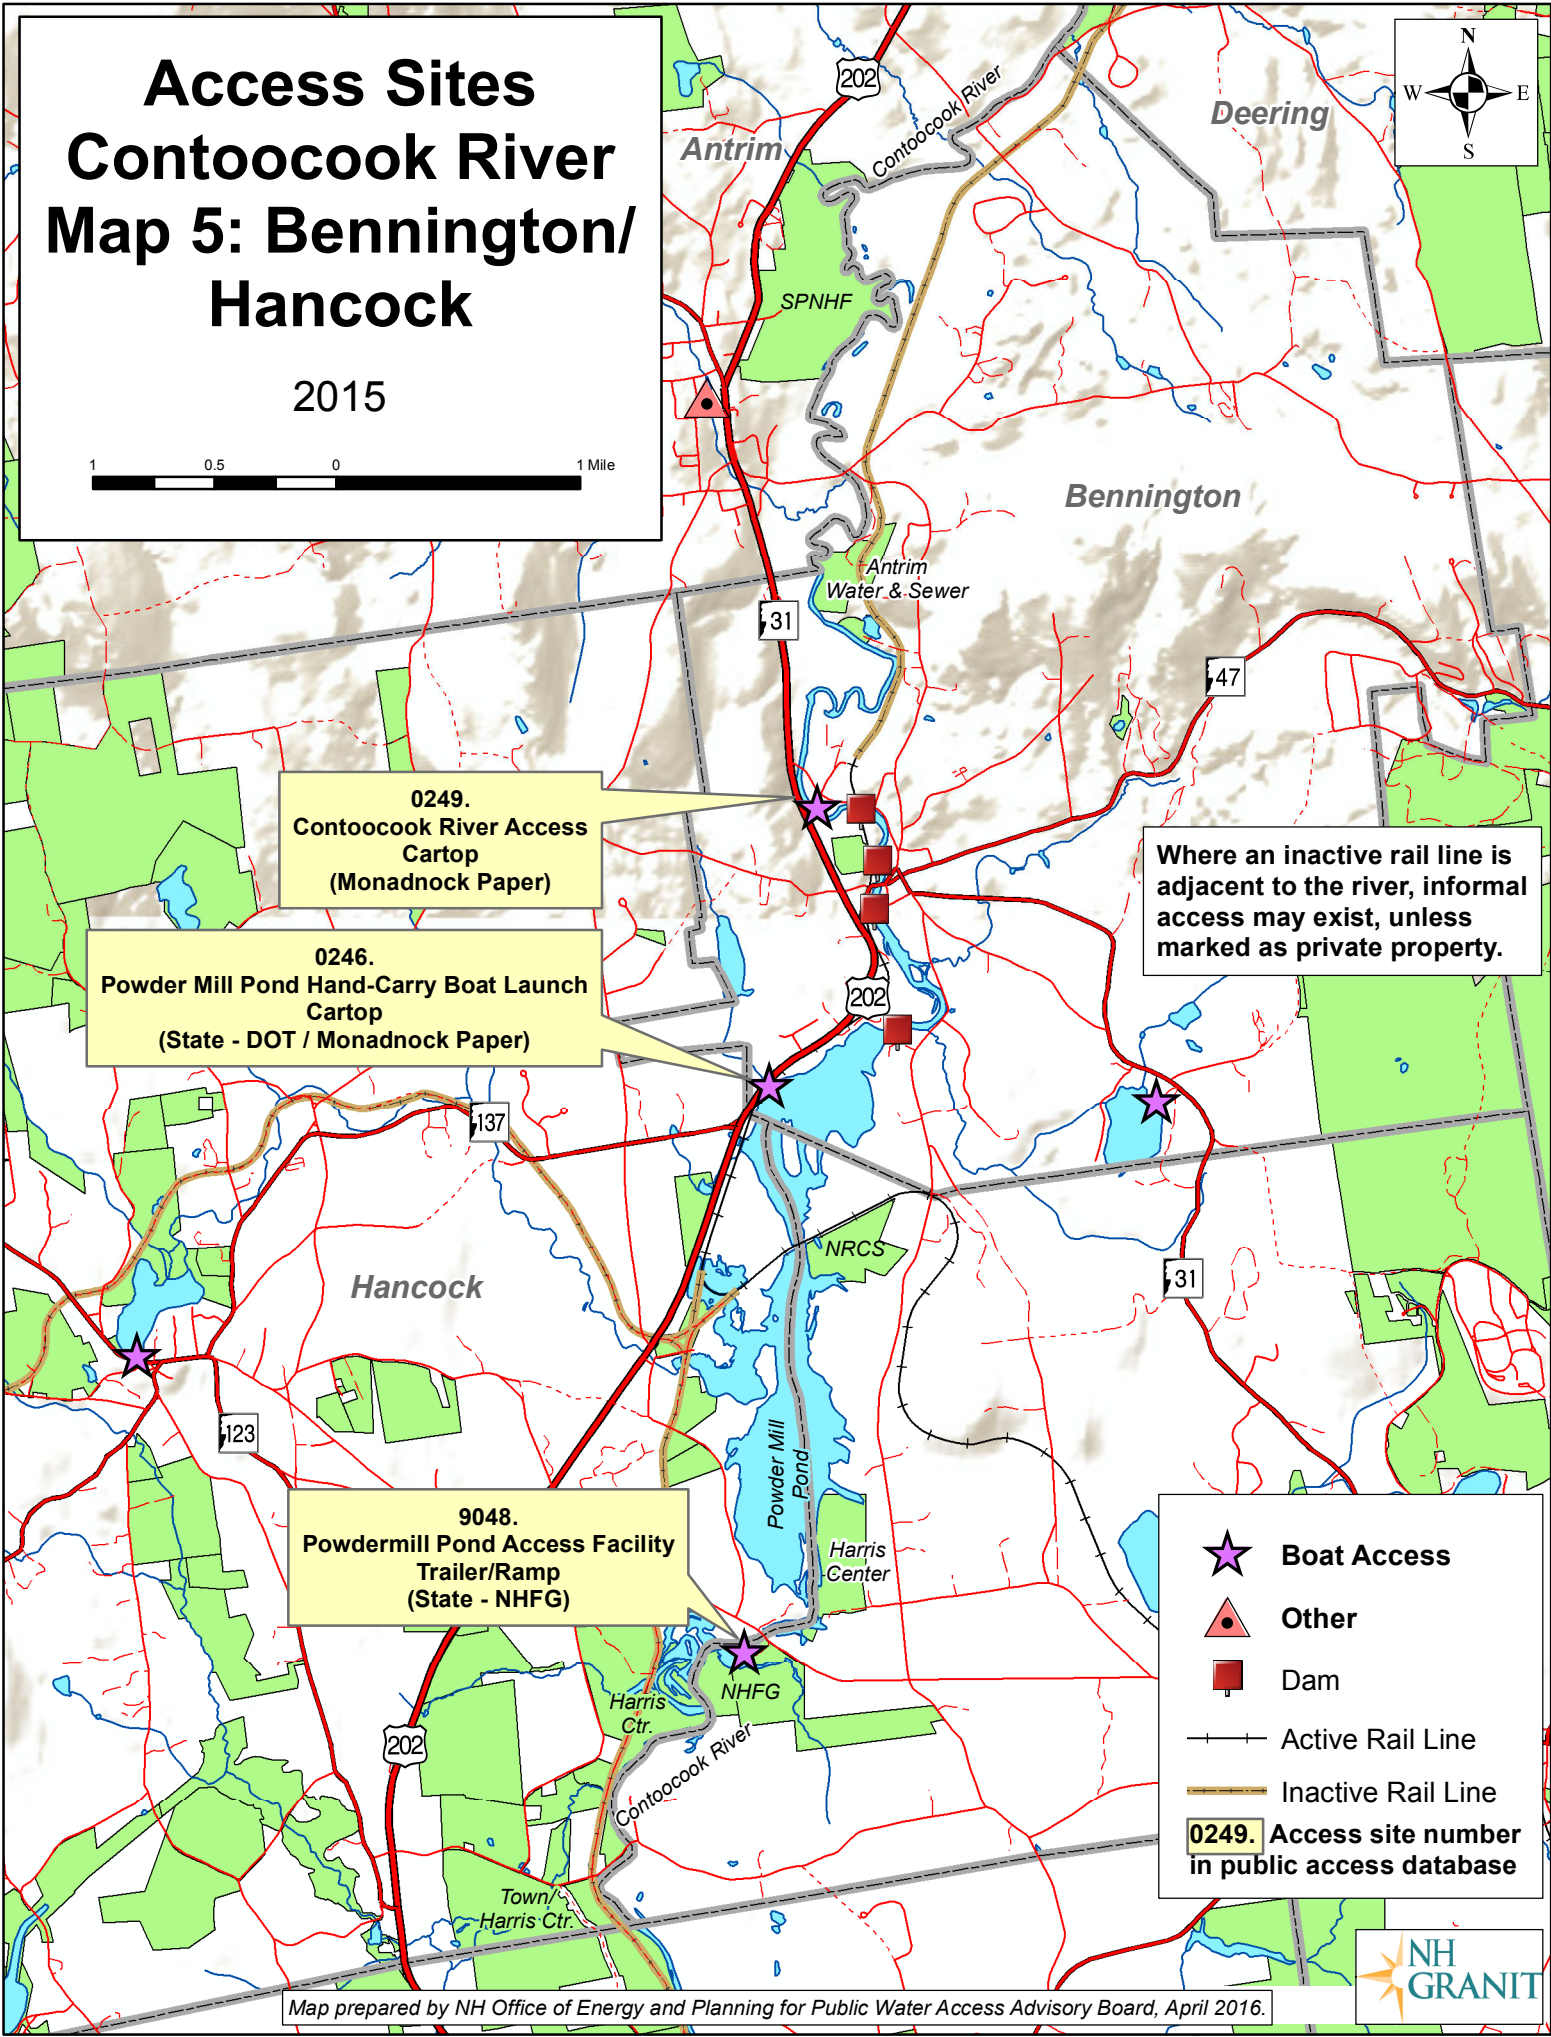 Access Sites
Contoocook River
Map 5: Bennington/
Hancock
2015
1 0.5 0 1 Mile
N
W E
S
202
Contoocook River
Deering
Antrim
SPNHF
Bennington
Antrim
Water & Sewer
31
47
0249.
Contoocook River Access
Cartop
(Monadnock Paper)
Where an inactive rail line is
adjacent to the river, informal
access may exist, unless
marked as private property.
0246.
Powder Mill Pond Hand-Carry Boat Launch
Cartop
(State - DOT / Monadnock Paper)
202
137
NRCS
Hancock
31
123
Powder Mill
Pond
9048.
Powdermill Pond Access Facility
Trailer/Ramp
(State - NHFG)
Harris
Center
NHFG
Harris
Ctr.
202
Contoocook River
Town/
Harris Ctr.
Boat Access
Other
Dam
Active Rail Line
Inactive Rail Line
0249. Access site number
in public access database
NH
GRANIT
Map prepared by NH Office of Energy and Planning for Public Water Access Advisory Board, April 2016.